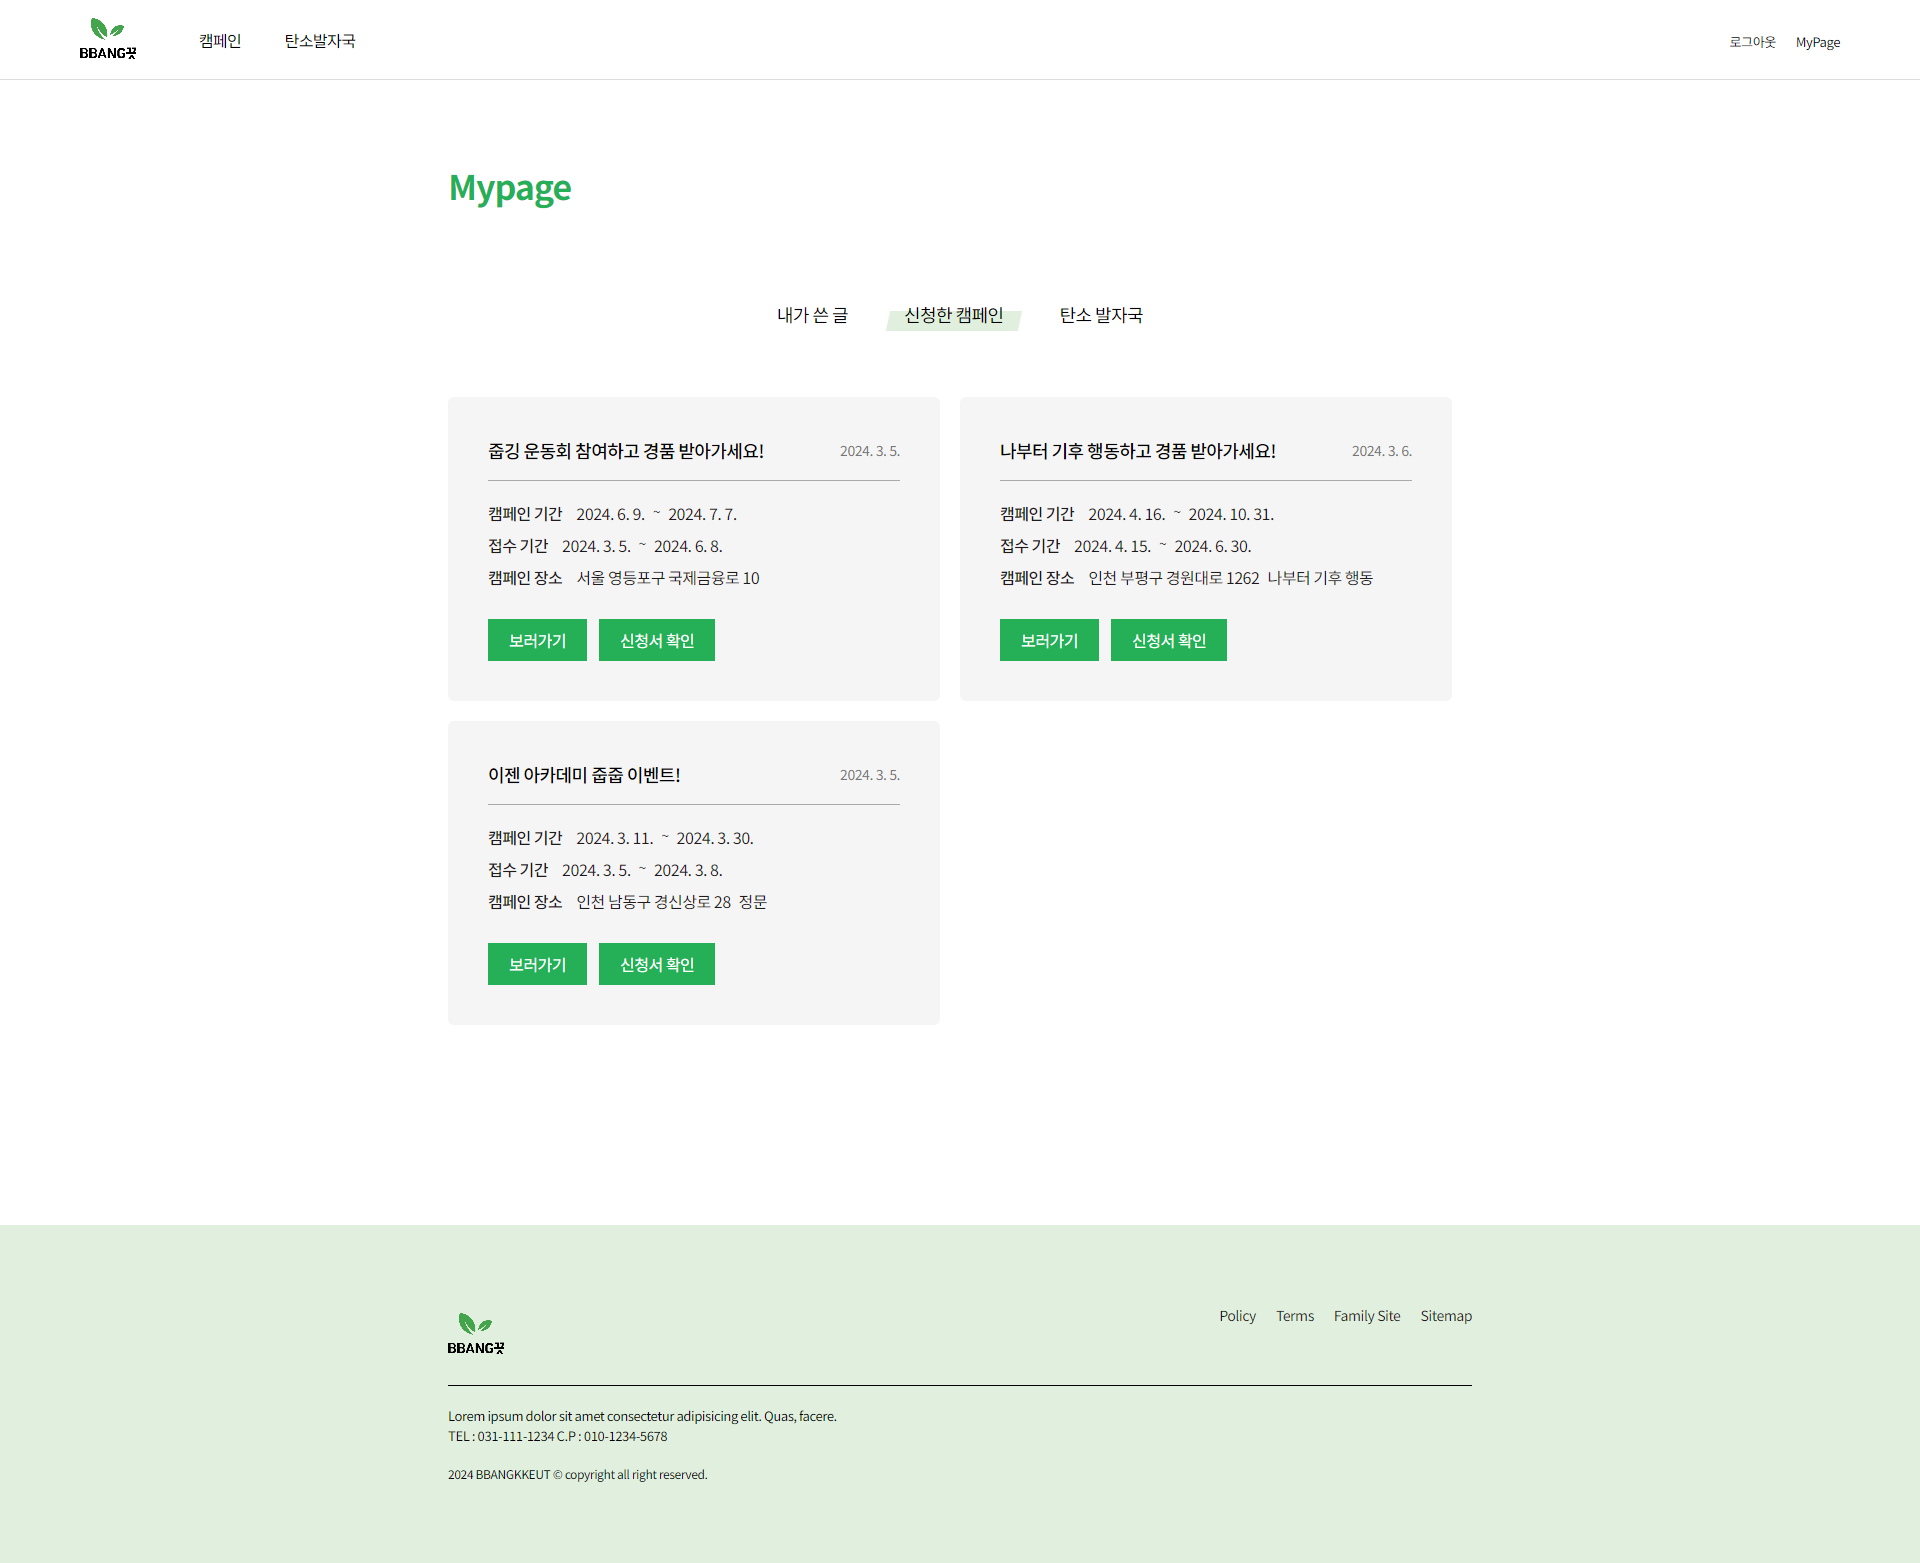 BBANG끗
캠페인 탄소발자국
로그아웃 MyPage
Mypage
내가 쓴 글 신청한 캠페인 탄소 발자국
줍깅 운동회 참여하고 경품 받아가세요! 2024. 3. 5.
캠페인 기간 2024. 6. 9. ~ 2024. 7. 7.
접수 기간 2024. 3. 5. ~ 2024. 6. 8.
캠페인 장소 서울 영등포구 국제금융로 10
보러가기 신청서 확인
나부터 기후 행동하고 경품 받아가세요! 2024. 3. 6.
캠페인 기간 2024. 4. 16. ~ 2024. 10. 31.
접수 기간 2024. 4. 15. ~ 2024. 6. 30.
캠페인 장소 인천 부평구 경원대로 1262 나부터 기후 행동
보러가기 신청서 확인
이젠 아카데미 줍줍 이벤트! 2024. 3. 5.
캠페인 기간 2024. 3. 11. ~ 2024. 3. 30.
접수 기간 2024. 3. 5. ~ 2024. 3. 8.
캠페인 장소 인천 남동구 경신상로 28 정문
보러가기 신청서 확인
BBANG끗
Policy Terms Family Site Sitemap
Lorem ipsum dolor sit amet consectetur adipisicing elit. Quas, facere.
TEL : 031-111-1234 C.P : 010-1234-5678
2024 BBANGKKEUT © copyright all right reserved.